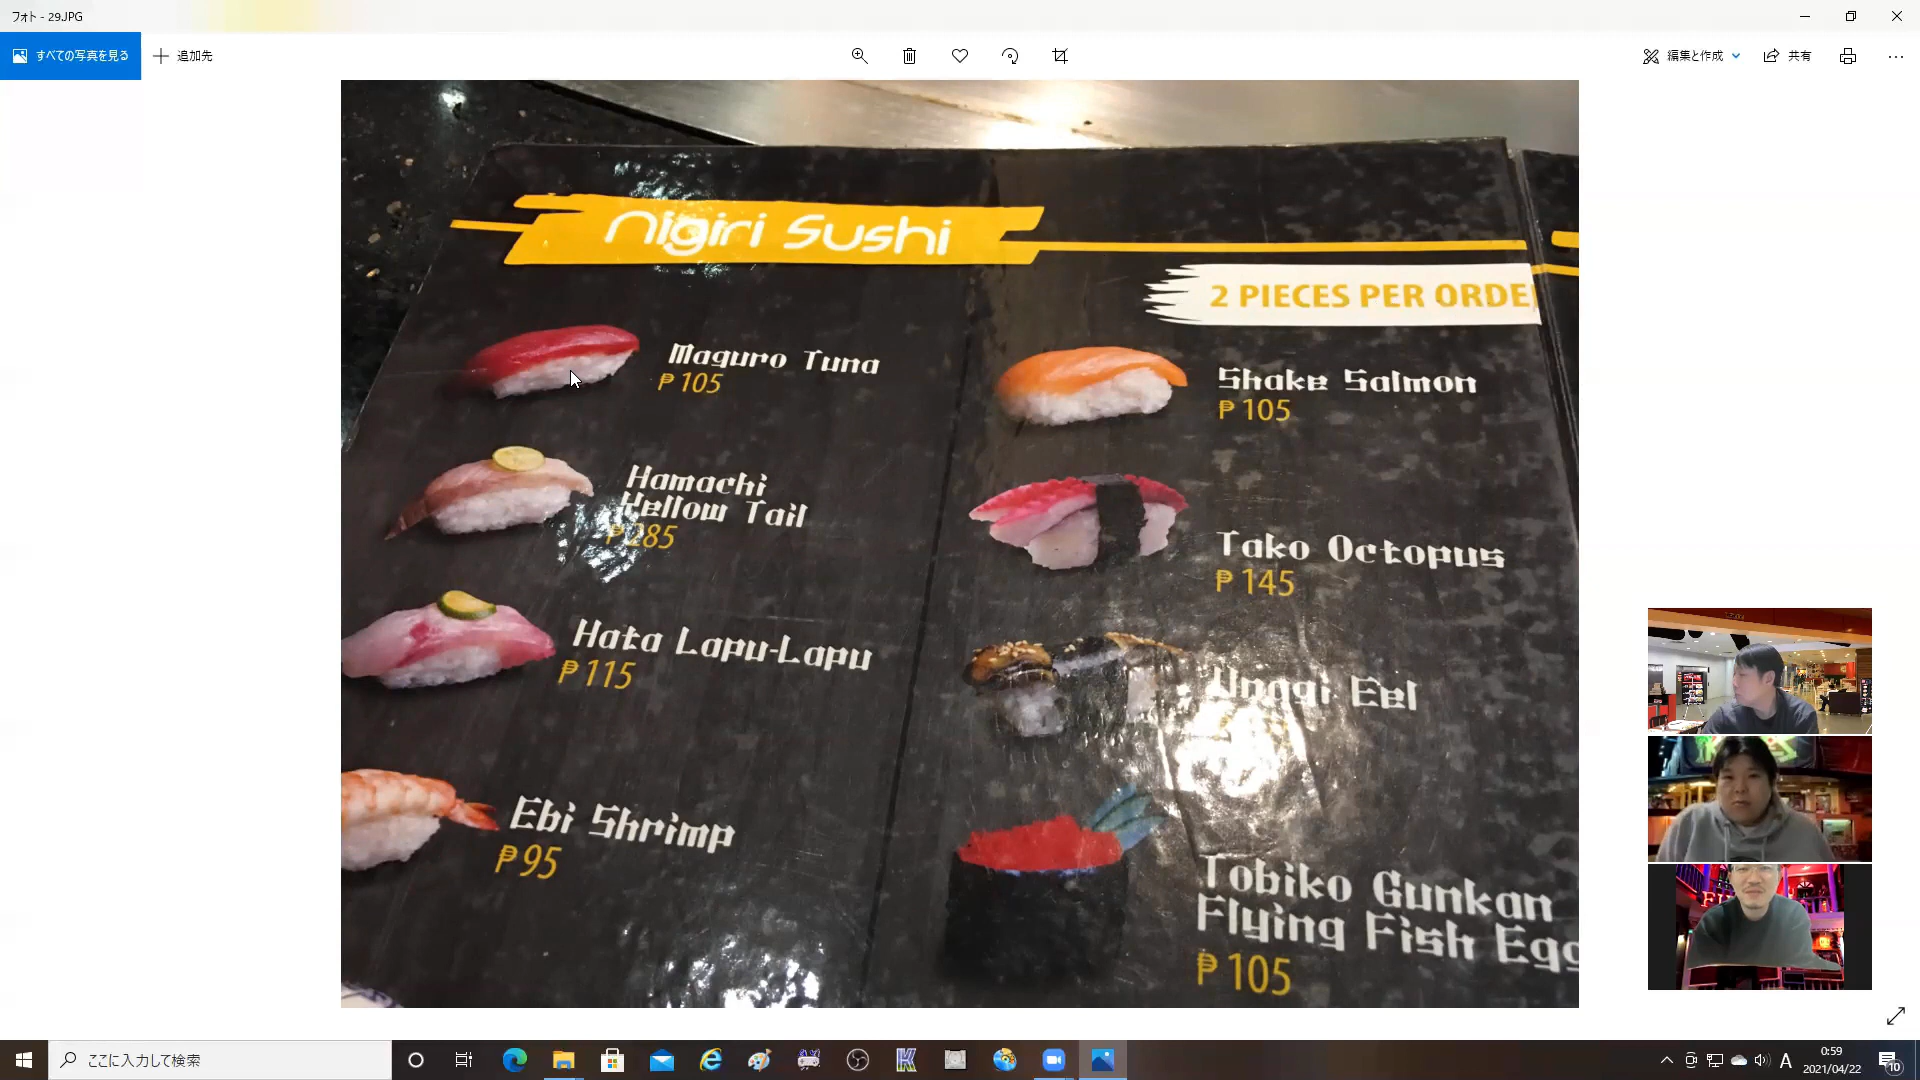 フォト - 29.JPG
すべての写真を見る
追加先
編集と作成
共有
Nigiri Sushi
2 PIECES PER ORDE
Maguro Tuna
₱ 105
Shake Salmon
₱ 105
Hamachi
Yellow Tail
₱ 285
Tako Octopus
₱ 145
Hata Lapu-Lapu
₱ 115
Unagi Eel
Ebi Shrimp
₱ 95
Tobiko Gunkan
Flying Fish Egg
₱ 105
ここに入力して検索
A
0:59
2021/04/22
10